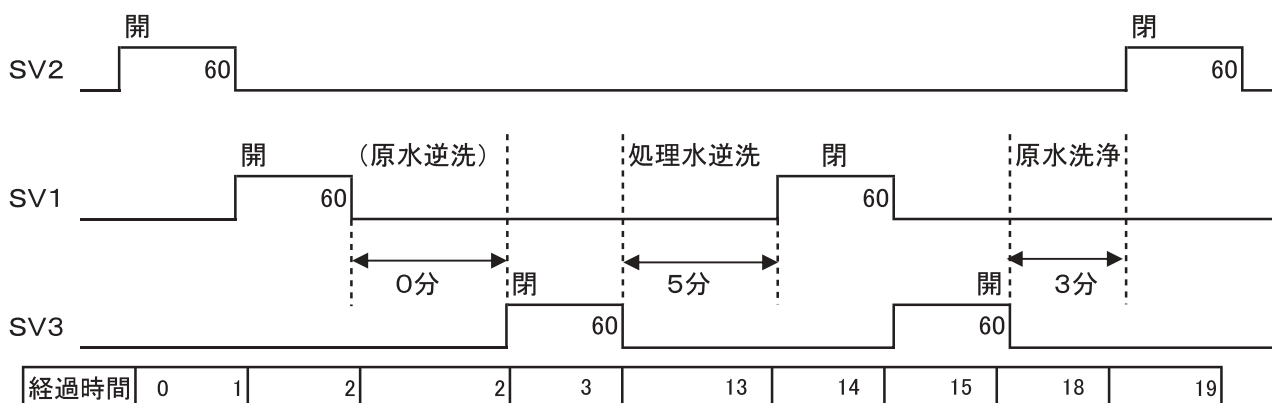 開 閉
SV2 60 60
開 (原水逆洗) 処理水逆洗 閉 原水洗浄
SV1 60 60
0分 閉 5分 開 3分
SV3 60 60
経過時間 0 1 2 2 3 13 14 15 18 19